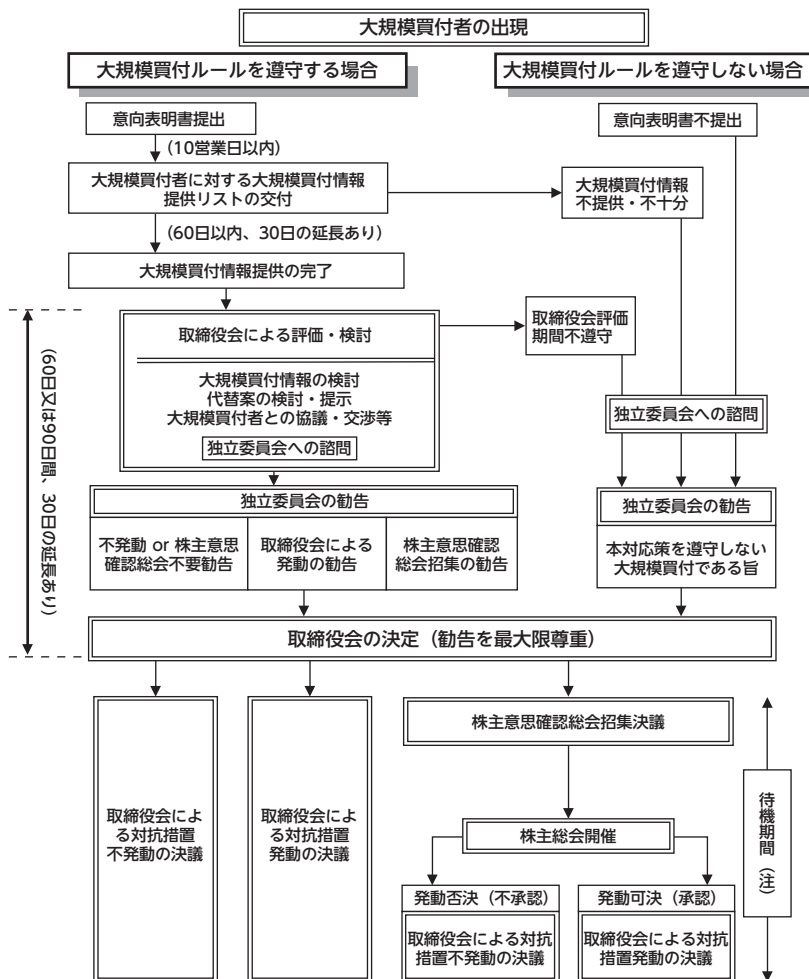 大規模買付者の出現
大規模買付ルールを遵守する場合
大規模買付ルールを遵守しない場合
意向表明書提出
意向表明書不提出
(10営業日以内)
大規模買付者に対する大規模買付情報
提供リストの交付
大規模買付情報
不提供・不十分
(60日以内、30日の延長あり)
大規模買付情報提供の完了
(60日又は90日間、30日の延長あり)
取締役会による評価・検討
取締役会評価
期間不遵守
大規模買付情報の検討
代替案の検討・提示
大規模買付者との協議・交渉等
独立委員会への諮問
独立委員会への諮問
独立委員会の勧告
不発動 or 株主意思
確認総会不要勧告
取締役会による
発動の勧告
株主意思確認
総会招集の勧告
独立委員会の勧告
本対応策を遵守しない
大規模買付である旨
取締役会の決定(勧告を最大限尊重)
取締役会によ
る対抗措置
不発動の決議
取締役会によ
る対抗措置
発動の決議
株主意思確認総会招集決議
株主総会開催
発動否決(不承認)
取締役会による対抗
措置不発動の決議
発動可決(承認)
取締役会による対抗
措置発動の決議
待機期間(注)